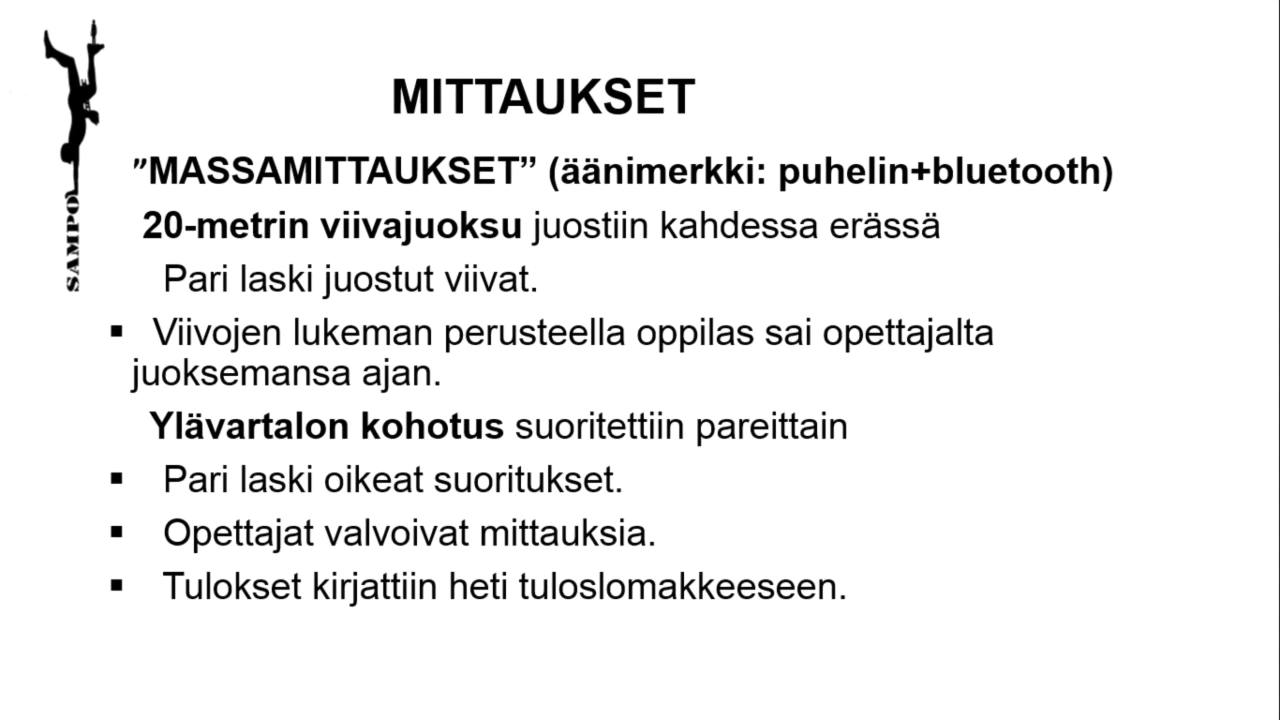 MITTAUKSET
”MASSAMITTAUKSET” (äänimerkki: puhelin+bluetooth)
20-metrin viivajuoksu juostiin kahdessa erässä
Pari laski juostut viivat.
▪ Viivojen lukeman perusteella oppilas sai opettajalta
juoksemansa ajan.
Ylävartalon kohotus suoritettiin pareittain
▪ Pari laski oikeat suoritukset.
▪ Opettajat valvoivat mittauksia.
▪ Tulokset kirjattiin heti tuloslomakkeeseen.
SAMPO